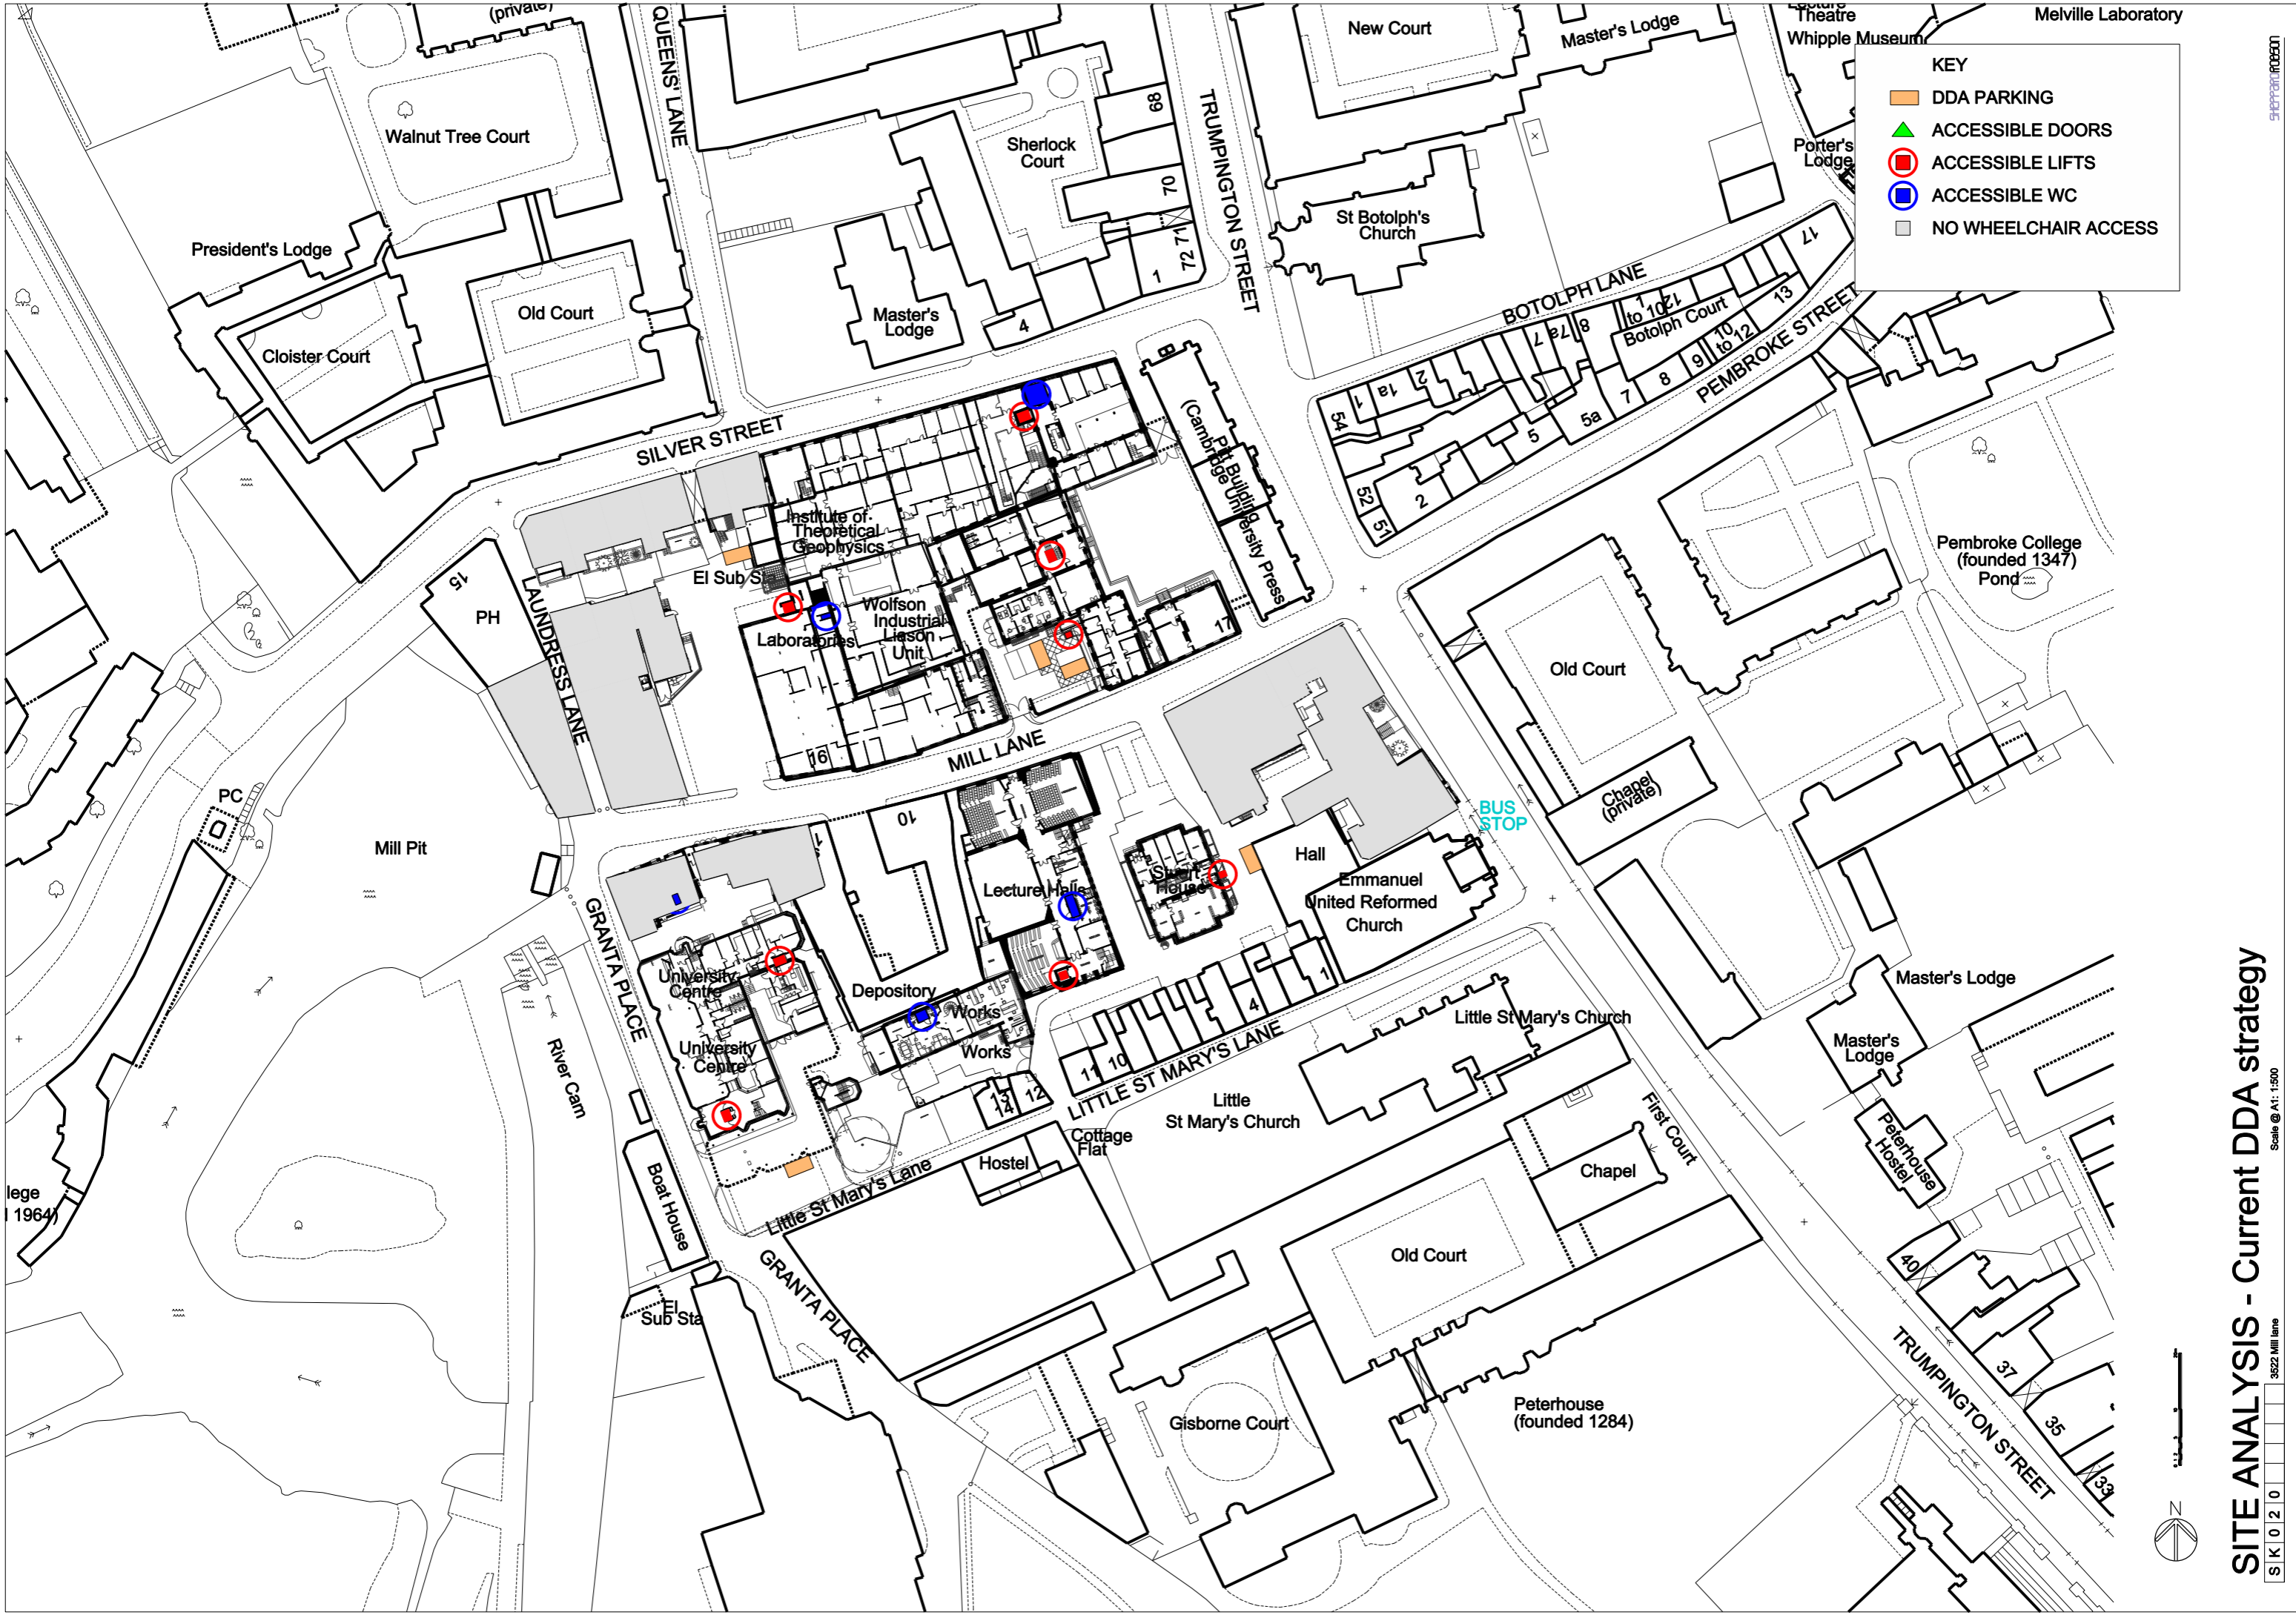 (private)
QUEENS' LANE
New Court
Master's Lodge
Theatre
Whipple Museum
Melville Laboratory
KEY
DDA PARKING
ACCESSIBLE DOORS
ACCESSIBLE LIFTS
ACCESSIBLE WC
NO WHEELCHAIR ACCESS
Walnut Tree Court
Sherlock
Court
68
70
72 71
1
4
TRUMPINGTON STREET
Porter's
Lodge
President's Lodge
St Botolph's
Church
Old Court
Master's
Lodge
Cloister Court
BOTOLPH LANE
17
13
1
to 10
12
Botolph Court
10
to 12
9
8
7
5a
5
8
7a
7
2
1a
1
54
52
51
2
PEMBROKE STREET
SILVER STREET
Pitt Building
(Cambridge University Press
Institute of
Theoretical
Geophysics
El Sub Sta
Wolfson
Industrial
Liason
Unit
Laboratories
17
16
15
PH
LAUNDRESS LANE
Pembroke College
(founded 1347)
Pond
Old Court
Chapel
(private)
MILL LANE
BUS
STOP
PC
Mill Pit
10
11
Lecture Halls
Stuart
House
Hall
Emmanuel
United Reformed
Church
GRANTA PLACE
University
Centre
University
Centre
Depository
Works
Works
1
4
10
11
12
13
14
LITTLE ST MARY'S LANE
Little St Mary's Church
Little
St Mary's Church
Master's Lodge
Master's
Lodge
River Cam
Cottage
Flat
Hostel
Little St Mary's Lane
Boat House
First Court
Chapel
Peterhouse
Hostel
lege
1964)
Old Court
El
Sub Sta
GRANTA PLACE
Gisborne Court
Peterhouse
(founded 1284)
40
37
35
33
TRUMPINGTON STREET
N
SITE ANALYSIS - Current DDA strategy
Scale @ A1: 1:500
3522 Mill lane
S K 0 2 0